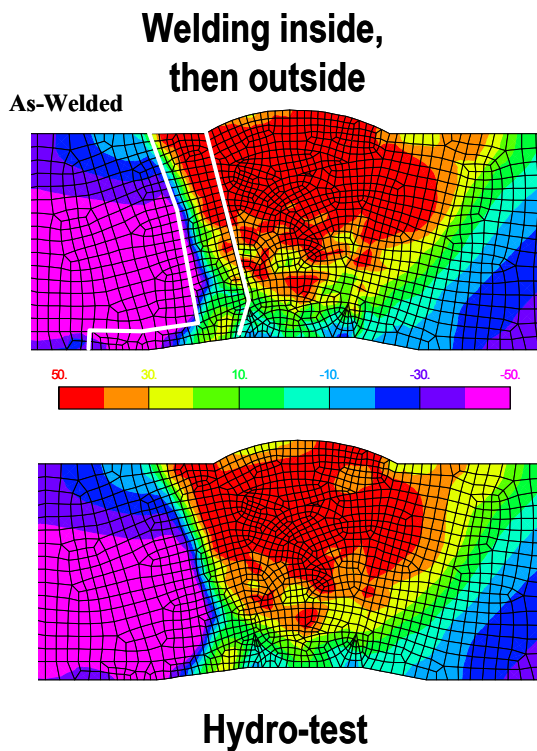 Welding inside,
then outside
As-Welded
50. 30. 10. -10. -30. -50.
Hydro-test